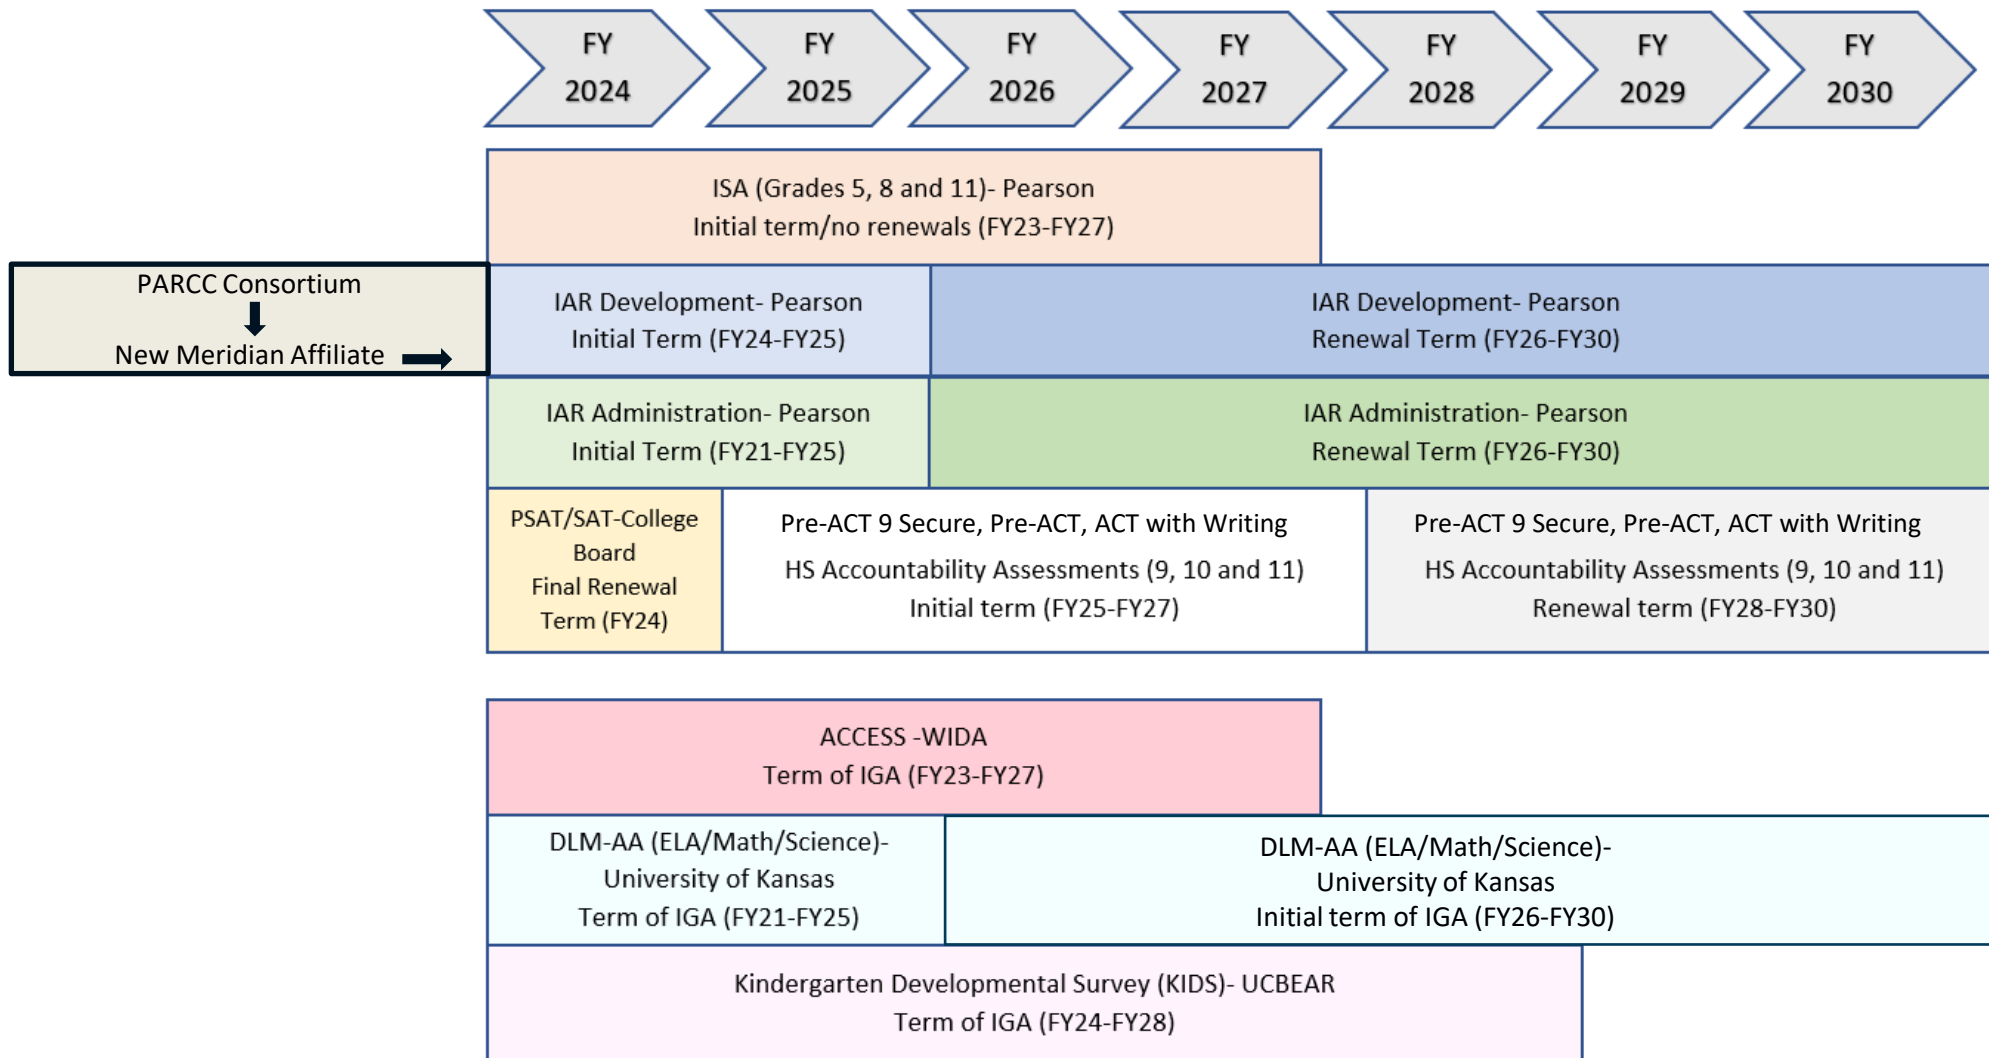 FY
2024
FY
2025
FY
2026
FY
2027
FY
2028
FY
2029
FY
2030
ISA (Grades 5, 8 and 11)- Pearson
Initial term/no renewals (FY23-FY27)
PARCC Consortium
New Meridian Affiliate
IAR Development- Pearson
Initial Term (FY24-FY25)
IAR Development- Pearson
Renewal Term (FY26-FY30)
IAR Administration- Pearson
Initial Term (FY21-FY25)
IAR Administration- Pearson
Renewal Term (FY26-FY30)
PSAT/SAT-College
Board
Final Renewal
Term (FY24)
Pre-ACT 9 Secure, Pre-ACT, ACT with Writing
HS Accountability Assessments (9, 10 and 11)
Initial term (FY25-FY27)
Pre-ACT 9 Secure, Pre-ACT, ACT with Writing
HS Accountability Assessments (9, 10 and 11)
Renewal term (FY28-FY30)
ACCESS -WIDA
Term of IGA (FY23-FY27)
DLM-AA (ELA/Math/Science)-
University of Kansas
Term of IGA (FY21-FY25)
DLM-AA (ELA/Math/Science)-
University of Kansas
Initial term of IGA (FY26-FY30)
Kindergarten Developmental Survey (KIDS)- UCBEAR
Term of IGA (FY24-FY28)